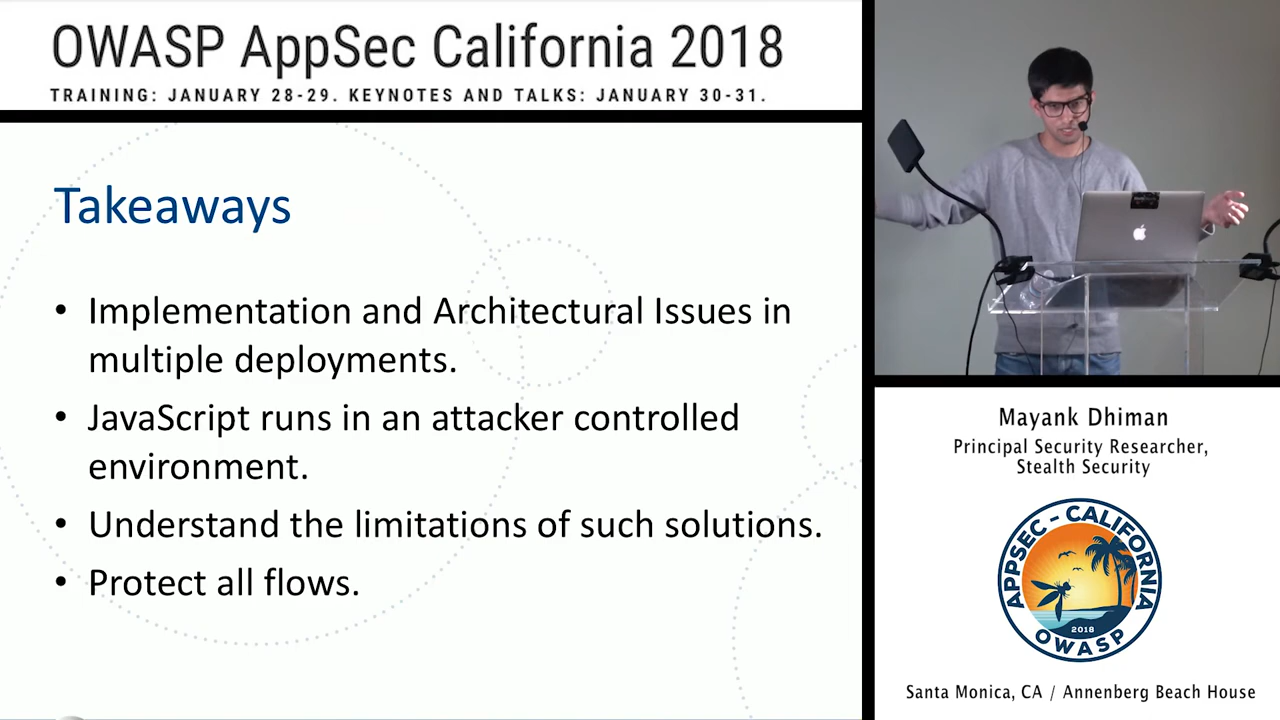 OWASP AppSec California 2018
TRAINING: JANUARY 28-29. KEYNOTES AND TALKS: JANUARY 30-31.
Takeaways
• Implementation and Architectural Issues in
multiple deployments.
• JavaScript runs in an attacker controlled
environment.
• Understand the limitations of such solutions.
• Protect all flows.
Mayank Dhiman
Principal Security Researcher,
Stealth Security
APPSEC - CALIFORNIA
2018
OWASP
Santa Monica, CA / Annenberg Beach House